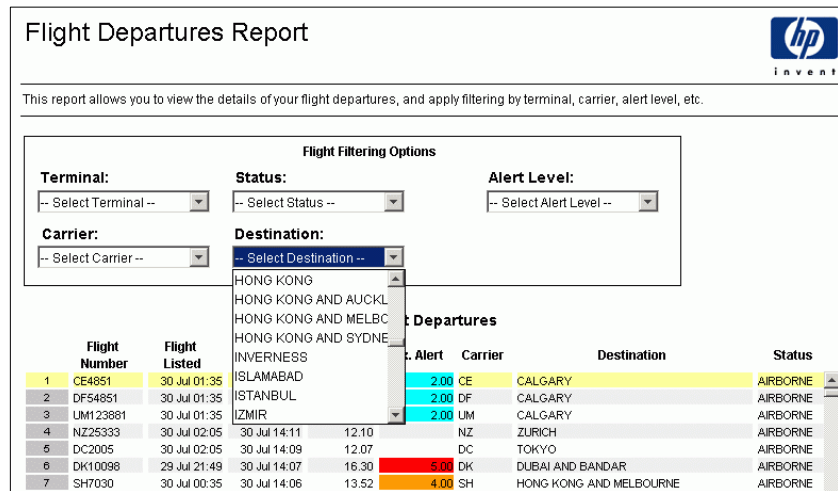 Flight Departures Report
hp
invent
This report allows you to view the details of your flight departures, and apply filtering by terminal, carrier, alert level, etc.
Flight Filtering Options
Terminal: Status: Alert Level:
-- Select Terminal -- -- Select Status -- -- Select Alert Level --
Carrier: Destination:
-- Select Carrier -- -- Select Destination --
HONG KONG
HONG KONG AND AUCKL
HONG KONG AND MELBC
HONG KONG AND SYDNE
INVERNESS
ISLAMABAD
ISTANBUL
IZMIR
t Departures
Flight Number Flight Listed . Alert Carrier Destination Status
1 CE4851 30 Jul 01:35 2.00 CE CALGARY AIRBORNE
2 DF54851 30 Jul 01:35 2.00 DF CALGARY AIRBORNE
3 UM123881 30 Jul 01:35 2.00 UM CALGARY AIRBORNE
4 NZ25333 30 Jul 02:05 30 Jul 14:11 12.10 NZ ZURICH AIRBORNE
5 DC2005 30 Jul 02:05 30 Jul 14:09 12.07 DC TOKYO AIRBORNE
6 DK10098 29 Jul 21:49 30 Jul 14:07 16.30 5.00 DK DUBAI AND BANDAR AIRBORNE
7 SH7030 30 Jul 00:35 30 Jul 14:06 13.52 4.00 SH HONG KONG AND MELBOURNE AIRBORNE